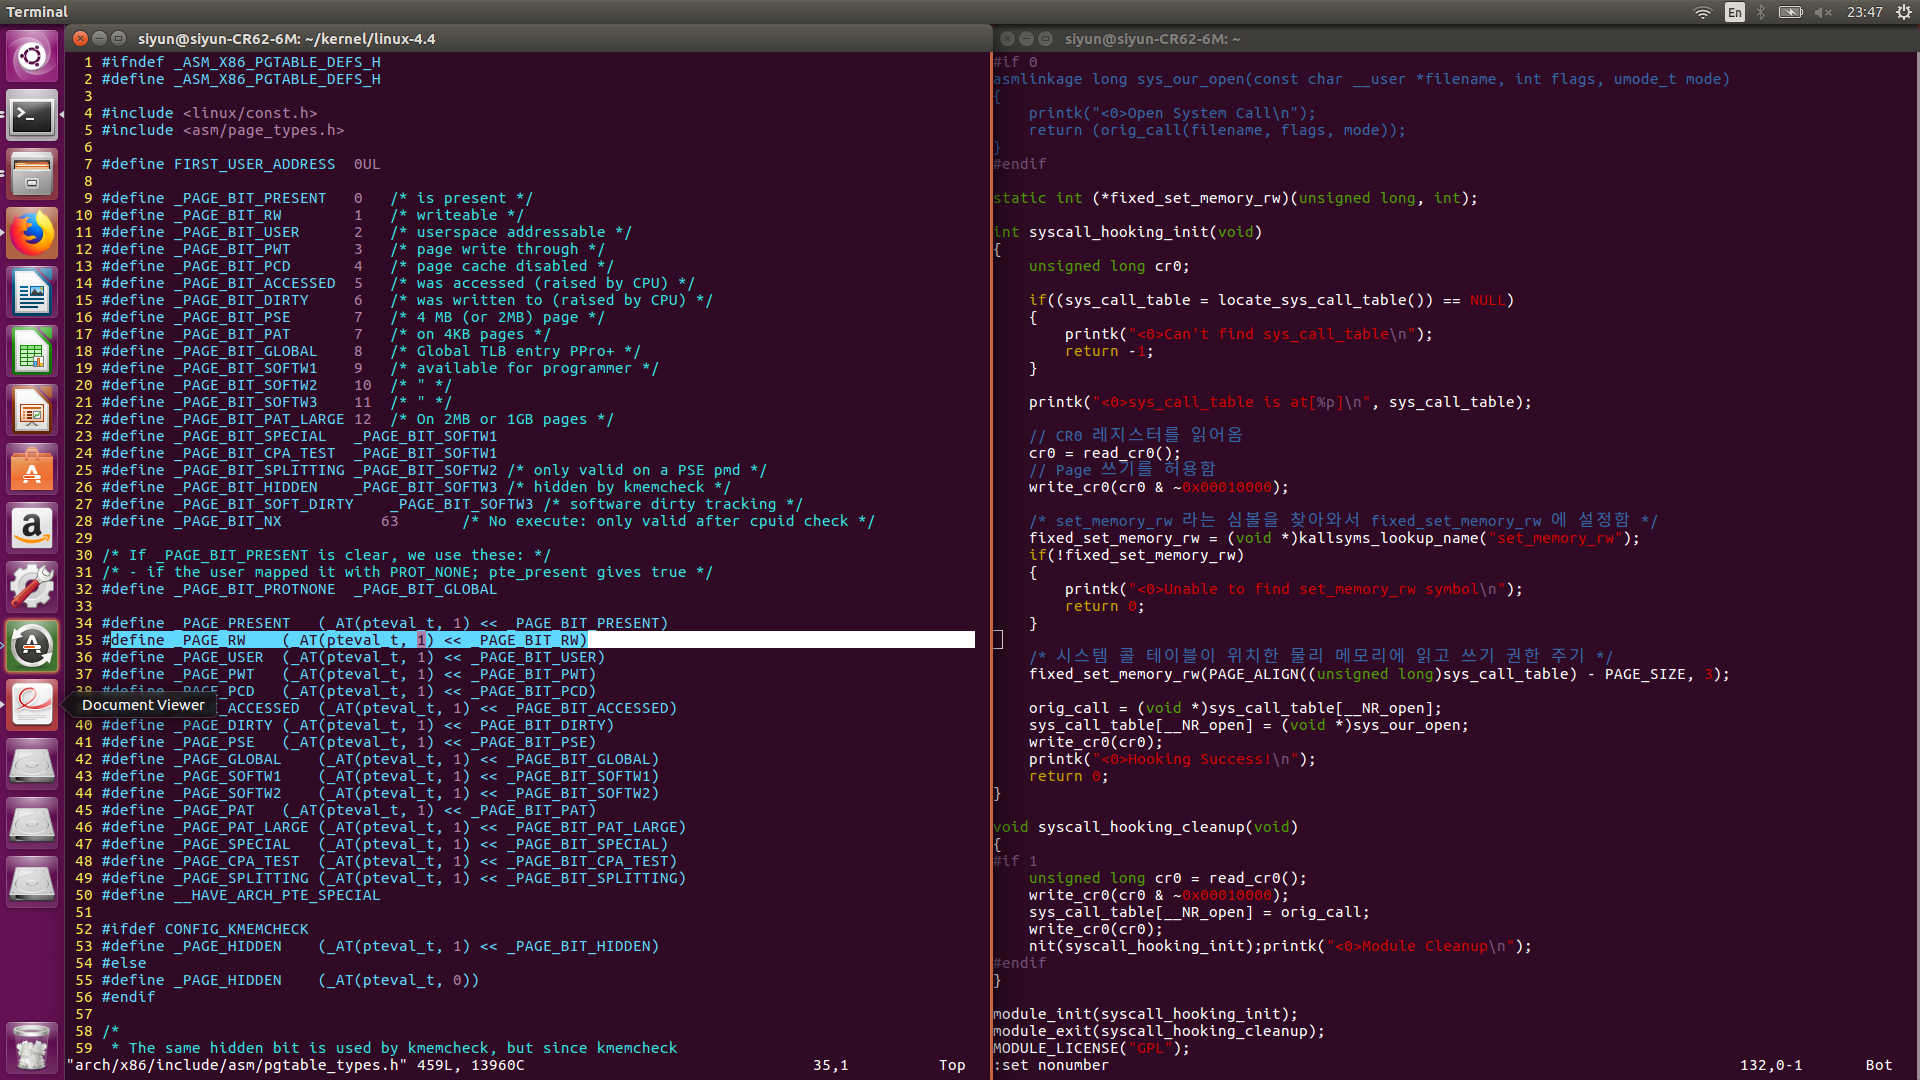 Terminal
En
23:47
siyun@siyun-CR62-6M: ~/kernel/linux-4.4
1 #ifndef _ASM_X86_PGTABLE_DEFS_H
2 #define _ASM_X86_PGTABLE_DEFS_H
3
4 #include <linux/const.h>
5 #include <asm/page_types.h>
6
7 #define FIRST_USER_ADDRESS  0UL
8
9 #define _PAGE_BIT_PRESENT   0   /* is present */
10 #define _PAGE_BIT_RW        1   /* writeable */
11 #define _PAGE_BIT_USER      2   /* userspace addressable */
12 #define _PAGE_BIT_PWT       3   /* page write through */
13 #define _PAGE_BIT_PCD       4   /* page cache disabled */
14 #define _PAGE_BIT_ACCESSED  5   /* was accessed (raised by CPU) */
15 #define _PAGE_BIT_DIRTY     6   /* was written to (raised by CPU) */
16 #define _PAGE_BIT_PSE       7   /* 4 MB (or 2MB) page */
17 #define _PAGE_BIT_PAT       7   /* on 4KB pages */
18 #define _PAGE_BIT_GLOBAL    8   /* Global TLB entry PPro+ */
19 #define _PAGE_BIT_SOFTW1    9   /* available for programmer */
20 #define _PAGE_BIT_SOFTW2    10  /* " */
21 #define _PAGE_BIT_SOFTW3    11  /* " */
22 #define _PAGE_BIT_PAT_LARGE 12  /* On 2MB or 1GB pages */
23 #define _PAGE_BIT_SPECIAL   _PAGE_BIT_SOFTW1
24 #define _PAGE_BIT_CPA_TEST  _PAGE_BIT_SOFTW1
25 #define _PAGE_BIT_SPLITTING _PAGE_BIT_SOFTW2 /* only valid on a PSE pmd */
26 #define _PAGE_BIT_HIDDEN    _PAGE_BIT_SOFTW3 /* hidden by kmemcheck */
27 #define _PAGE_BIT_SOFT_DIRTY    _PAGE_BIT_SOFTW3 /* software dirty tracking */
28 #define _PAGE_BIT_NX           63       /* No execute: only valid after cpuid check */
29
30 /* If _PAGE_BIT_PRESENT is clear, we use these: */
31 /* - if the user mapped it with PROT_NONE; pte_present gives true */
32 #define _PAGE_BIT_PROTNONE  _PAGE_BIT_GLOBAL
33
34 #define _PAGE_PRESENT   (_AT(pteval_t, 1) << _PAGE_BIT_PRESENT)
35 #define _PAGE_RW    (_AT(pteval_t, 1) << _PAGE_BIT_RW)
36 #define _PAGE_USER  (_AT(pteval_t, 1) << _PAGE_BIT_USER)
37 #define _PAGE_PWT   (_AT(pteval_t, 1) << _PAGE_BIT_PWT)
38 #define _PAGE_PCD   (_AT(pteval_t, 1) << _PAGE_BIT_PCD)
Document Viewer
_ACCESSED  (_AT(pteval_t, 1) << _PAGE_BIT_ACCESSED)
40 #define _PAGE_DIRTY (_AT(pteval_t, 1) << _PAGE_BIT_DIRTY)
41 #define _PAGE_PSE   (_AT(pteval_t, 1) << _PAGE_BIT_PSE)
42 #define _PAGE_GLOBAL    (_AT(pteval_t, 1) << _PAGE_BIT_GLOBAL)
43 #define _PAGE_SOFTW1    (_AT(pteval_t, 1) << _PAGE_BIT_SOFTW1)
44 #define _PAGE_SOFTW2    (_AT(pteval_t, 1) << _PAGE_BIT_SOFTW2)
45 #define _PAGE_PAT   (_AT(pteval_t, 1) << _PAGE_BIT_PAT)
46 #define _PAGE_PAT_LARGE (_AT(pteval_t, 1) << _PAGE_BIT_PAT_LARGE)
47 #define _PAGE_SPECIAL   (_AT(pteval_t, 1) << _PAGE_BIT_SPECIAL)
48 #define _PAGE_CPA_TEST  (_AT(pteval_t, 1) << _PAGE_BIT_CPA_TEST)
49 #define _PAGE_SPLITTING (_AT(pteval_t, 1) << _PAGE_BIT_SPLITTING)
50 #define __HAVE_ARCH_PTE_SPECIAL
51
52 #ifdef CONFIG_KMEMCHECK
53 #define _PAGE_HIDDEN    (_AT(pteval_t, 1) << _PAGE_BIT_HIDDEN)
54 #else
55 #define _PAGE_HIDDEN    (_AT(pteval_t, 0))
56 #endif
57
58 /*
59  * The same hidden bit is used by kmemcheck, but since kmemcheck
"arch/x86/include/asm/pgtable_types.h" 459L, 13960C    35,1    Top
siyun@siyun-CR62-6M: ~
#if 0
asmlinkage long sys_our_open(const char __user *filename, int flags, umode_t mode)
{
    printk("<0>Open System Call\n");
    return (orig_call(filename, flags, mode));
}
#endif

static int (*fixed_set_memory_rw)(unsigned long, int);

int syscall_hooking_init(void)
{
    unsigned long cr0;

    if((sys_call_table = locate_sys_call_table()) == NULL)
    {
        printk("<0>Can't find sys_call_table\n");
        return -1;
    }

    printk("<0>sys_call_table is at[%p]\n", sys_call_table);

    // CR0 레지스터를 읽어옴
    cr0 = read_cr0();
    // Page 쓰기를 허용함
    write_cr0(cr0 & ~0x00010000);

    /* set_memory_rw 라는 심볼을 찾아와서 fixed_set_memory_rw 에 설정함 */
    fixed_set_memory_rw = (void *)kallsyms_lookup_name("set_memory_rw");
    if(!fixed_set_memory_rw)
    {
        printk("<0>Unable to find set_memory_rw symbol\n");
        return 0;
    }

    /* 시스템 콜 테이블이 위치한 물리 메모리에 읽고 쓰기 권한 주기 */
    fixed_set_memory_rw(PAGE_ALIGN((unsigned long)sys_call_table) - PAGE_SIZE, 3);

    orig_call = (void *)sys_call_table[__NR_open];
    sys_call_table[__NR_open] = (void *)sys_our_open;
    write_cr0(cr0);
    printk("<0>Hooking Success!\n");
    return 0;
}

void syscall_hooking_cleanup(void)
{
#if 1
    unsigned long cr0 = read_cr0();
    write_cr0(cr0 & ~0x00010000);
    sys_call_table[__NR_open] = orig_call;
    write_cr0(cr0);
    nit(syscall_hooking_init);printk("<0>Module Cleanup\n");
#endif
}

module_init(syscall_hooking_init);
module_exit(syscall_hooking_cleanup);
MODULE_LICENSE("GPL");
:set nonumber    132,0-1    Bot